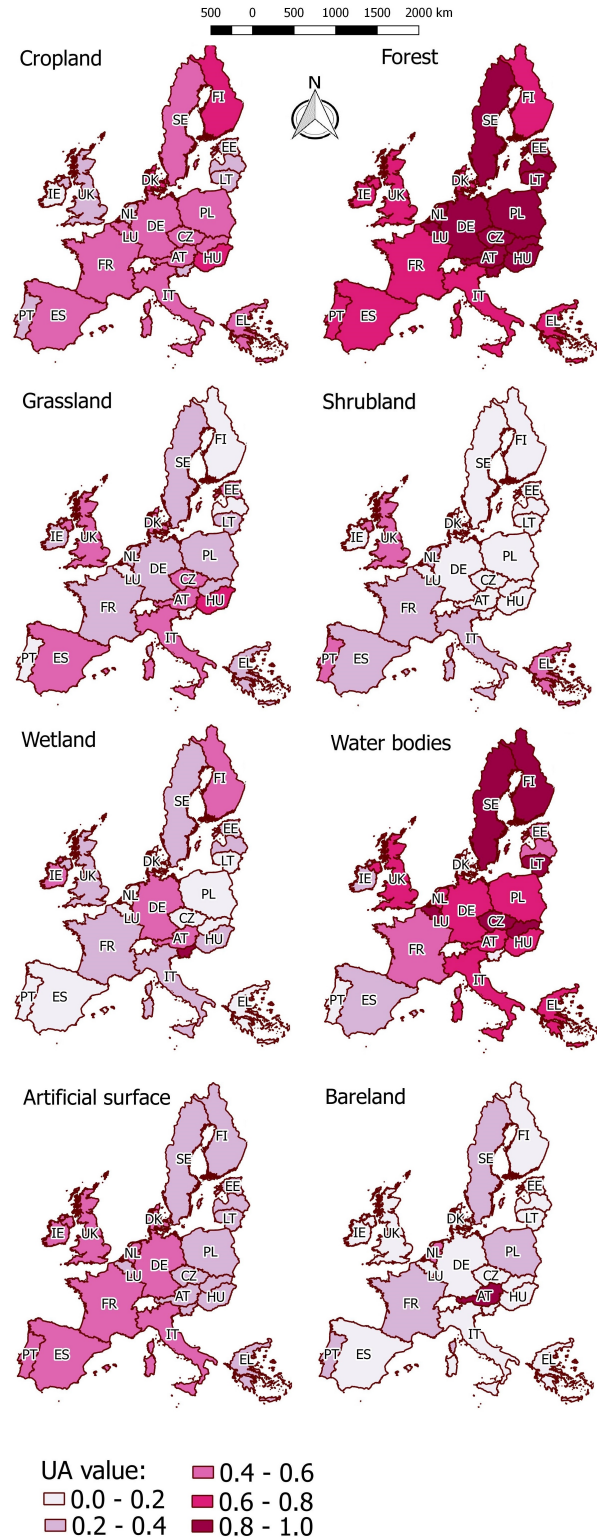 500 0 500 1000 1500 2000 km
Cropland
Forest
N
FI
SE
EE
LT
DK
IE
UK
NL
LU
DE
PL
CZ
AT
HU
FR
IT
PT
ES
EL
FI
SE
EE
LT
DK
IE
UK
NL
LU
DE
PL
CZ
AT
HU
FR
IT
PT
ES
EL
Grassland
Shrubland
FI
SE
EE
LT
DK
IE
UK
NL
LU
DE
PL
CZ
AT
HU
FR
IT
PT
ES
EL
FI
SE
EE
LT
DK
IE
UK
NL
LU
DE
PL
CZ
AT
HU
FR
IT
PT
ES
EL
Wetland
Water bodies
FI
SE
EE
LT
DK
IE
UK
NL
LU
DE
PL
CZ
AT
HU
FR
IT
PT
ES
EL
FI
SE
EE
LT
DK
IE
UK
NL
LU
DE
PL
CZ
AT
HU
FR
IT
PT
ES
EL
Artificial surface
Bareland
FI
SE
EE
LT
DK
IE
UK
NL
LU
DE
PL
CZ
AT
HU
FR
IT
PT
ES
EL
FI
SE
EE
LT
DK
IE
UK
NL
LU
DE
PL
CZ
AT
HU
FR
IT
PT
ES
EL
UA value:
0.0 - 0.2
0.2 - 0.4
0.4 - 0.6
0.6 - 0.8
0.8 - 1.0